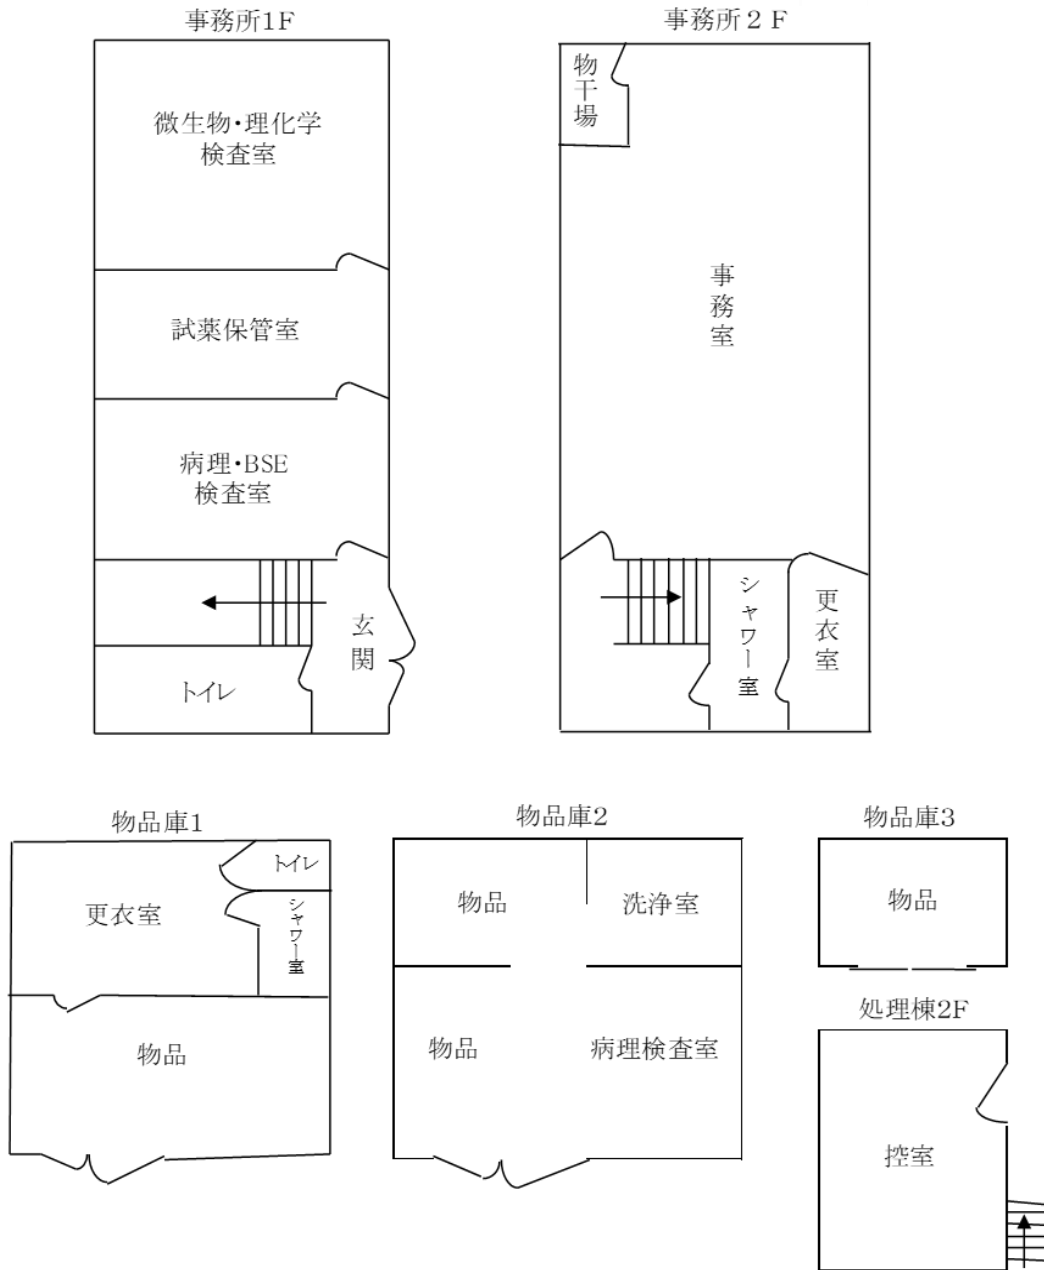 事務所1F
微生物・理化学
検査室
試薬保管室
病理・BSE
検査室
玄関
トイレ
事務所２Ｆ
物干場
事務室
シャワー室
更衣室
物品庫1
トイレ
更衣室
シャワー室
物品
物品庫2
物品
洗浄室
物品
病理検査室
物品庫3
物品
処理棟2F
控室